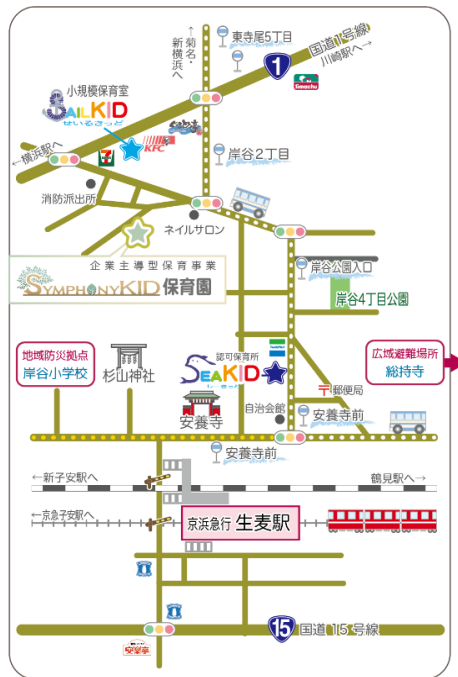 ←菊名・
新横浜へ
東寺尾5丁目
国道1号線
1
川崎駅へ→
Simachu
小規模保育室
SAILKID
せいるきっど
KFC
←横浜駅へ
7
岸谷2丁目
消防派出所
ネイルサロン
企業主導型保育事業
SYMPHONYKID 保育園
岸谷公園入口
岸谷4丁目公園
地域防災拠点
岸谷小学校
杉山神社
認可保育所
SEAKID
安養寺
広域避難場所
総持寺
〒郵便局
自治会館
安養寺前
安養寺前
←新子安駅へ
鶴見駅へ→
←京急子安駅へ
京浜急行 生麦駅
15 国道15号線
安楽亭